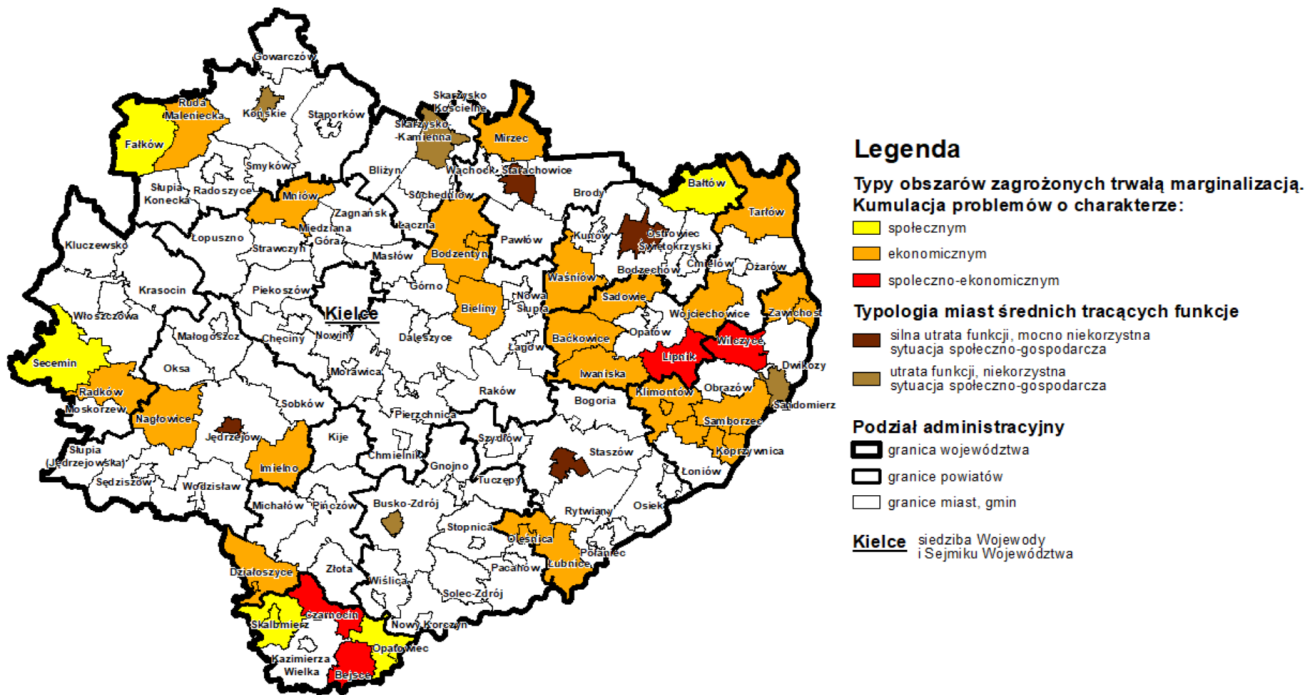 Gowarczów
Skarżysko
Kościelne
Ruda
Maleniecka
Końskie
Stąporków
Skarżysko
-Kamienna
Mirzec
Fałków
Smyków
Bliżyn
Wąchock
Starachowice
Bałtów
Słupia
Konecka
Radoszyce
Mniów
Suchedniów
Brody
Tarłów
Zagnańsk
Łączna
Kluczewsko
Łopuszno
Miedziana
Góra
Strawczyn
Masłów
Bodzentyn
Pawłów
Kunów
Ostrowiec
Świętokrzyski
Bodzechów
Ćmielów
Ożarów
Krasocin
Piekoszów
Górno
Waśniów
Włoszczowa
Kielce
Bieliny
Nowa
Słupia
Sadowie
Wojciechowice
Zawichost
Małogoszcz
Chęciny
Nowiny
Daleszyce
Łagów
Baćkowice
Opatów
Lipnik
Wilczyce
Dwikozy
Secemin
Oksa
Morawica
Iwaniska
Radków
Moskorzew
Nagłowice
Sobków
Raków
Klimontów
Obrazów
Sandomierz
Pierzchnica
Bogoria
Samborzec
Jędrzejów
Kije
Szydłów
Staszów
Koprzywnica
Słupia
(Jędrzejowska)
Imielno
Chmielnik
Gnojno
Łoniów
Sędziszów
Wodzisław
Tuczępy
Michałów
Pińczów
Busko-Zdrój
Rytwiany
Osiek
Stopnica
Oleśnica
Połaniec
Działoszyce
Złota
Wiślica
Pacanów
Łubnice
Solec-Zdrój
Czarnocin
Skalbmierz
Nowy Korczyn
Opatowiec
Kazimierza
Wielka
Bejsce
Legenda
Typy obszarów zagrożonych trwałą marginalizacją.
Kumulacja problemów o charakterze:
społecznym
ekonomicznym
społeczno-ekonomicznym
Typologia miast średnich tracących funkcje
silna utrata funkcji, mocno niekorzystna
sytuacja społeczno-gospodarcza
utrata funkcji, niekorzystna
sytuacja społeczno-gospodarcza
Podział administracyjny
granica województwa
granice powiatów
granice miast, gmin
Kielce siedziba Wojewody
i Sejmiku Województwa